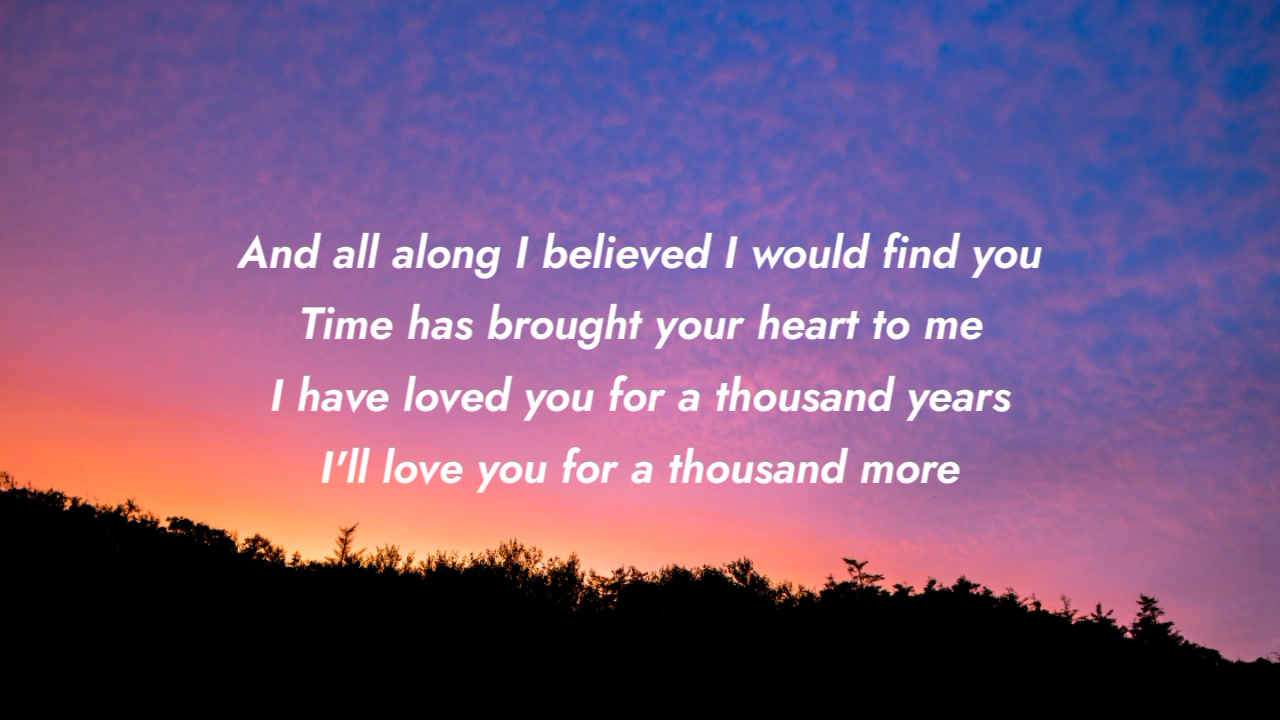 And all along I believed I would find you
Time has brought your heart to me
I have loved you for a thousand years
I'll love you for a thousand more